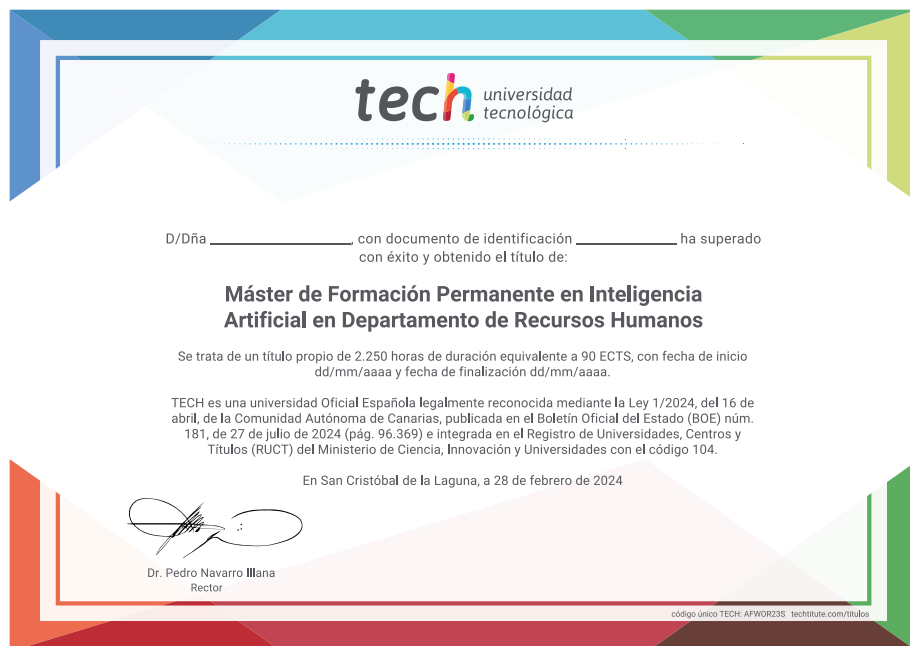 tech universidad
tecnológica
D/Dña ____________________, con documento de identificación ______________ ha superado
con éxito y obtenido el título de:
Máster de Formación Permanente en Inteligencia
Artificial en Departamento de Recursos Humanos
Se trata de un título propio de 2.250 horas de duración equivalente a 90 ECTS, con fecha de inicio
dd/mm/aaaa y fecha de finalización dd/mm/aaaa.
TECH es una universidad Oficial Española legalmente reconocida mediante la Ley 1/2024, del 16 de
abril, de la Comunidad Autónoma de Canarias, publicada en el Boletín Oficial del Estado (BOE) núm.
181, de 27 de julio de 2024 (pág. 96.369) e integrada en el Registro de Universidades, Centros y
Títulos (RUCT) del Ministerio de Ciencia, Innovación y Universidades con el código 104.
En San Cristóbal de la Laguna, a 28 de febrero de 2024
Dr. Pedro Navarro Illana
Rector
código único TECH: AFWOR23S techtitute.com/titulos